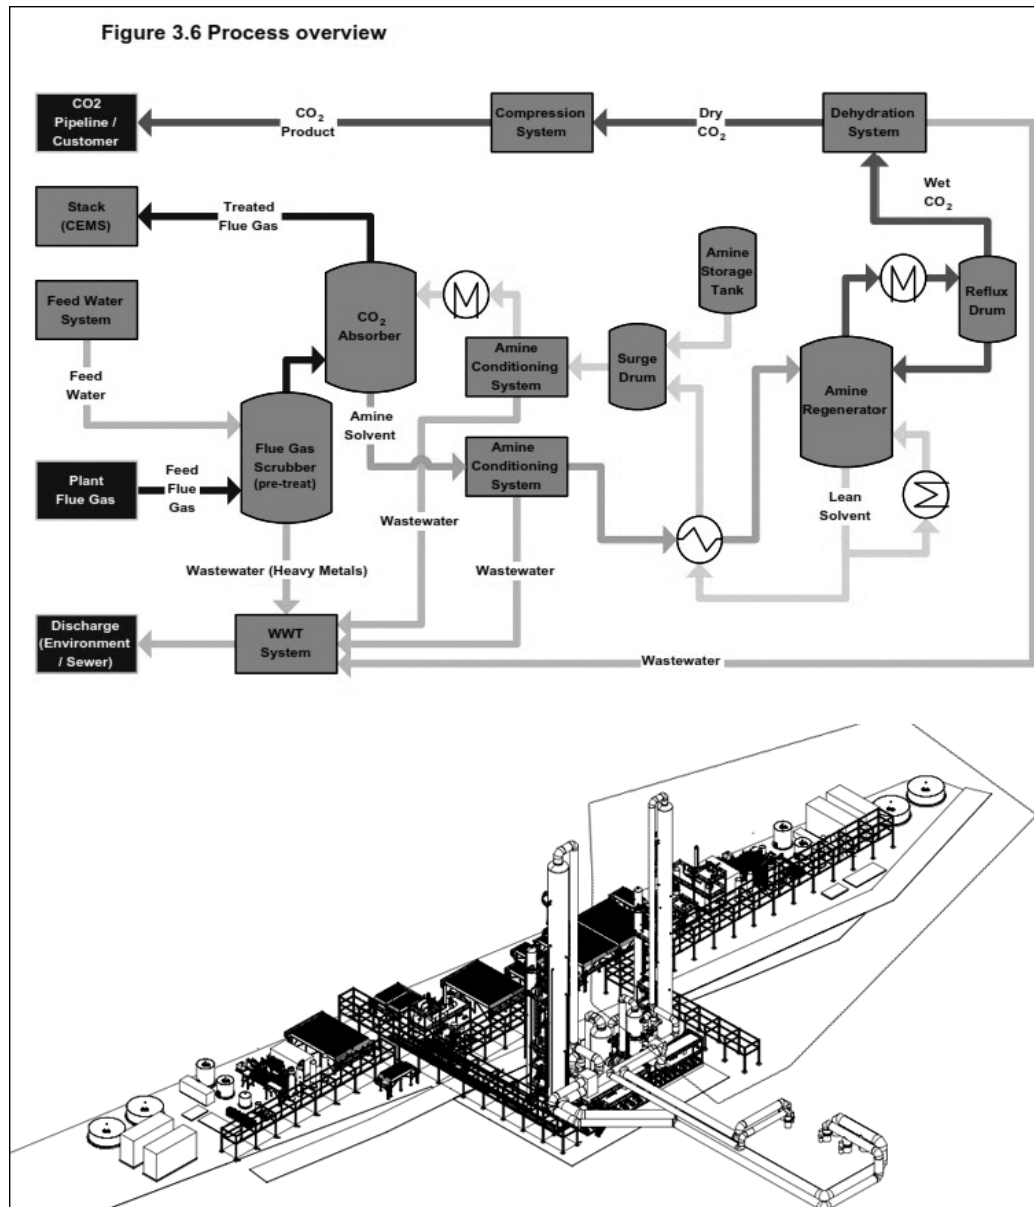 Figure 3.6 Process overview
CO2
Pipeline /
Customer
CO2
Product
Compression
System
Dry
CO2
Dehydration
System
Wet
CO2
Stack
(CEMS)
Treated
Flue Gas
Feed Water
System
Feed
Water
CO2
Absorber
Amine
Storage
Tank
Reflux
Drum
Amine
Conditioning
System
Surge
Drum
Amine
Regenerator
Amine
Solvent
Flue Gas
Scrubber
(pre-treat)
Plant
Flue Gas
Feed
Flue
Gas
Amine
Conditioning
System
Lean
Solvent
Wastewater
Wastewater (Heavy Metals)
Wastewater
Discharge
(Environment
/ Sewer)
WWT
System
Wastewater